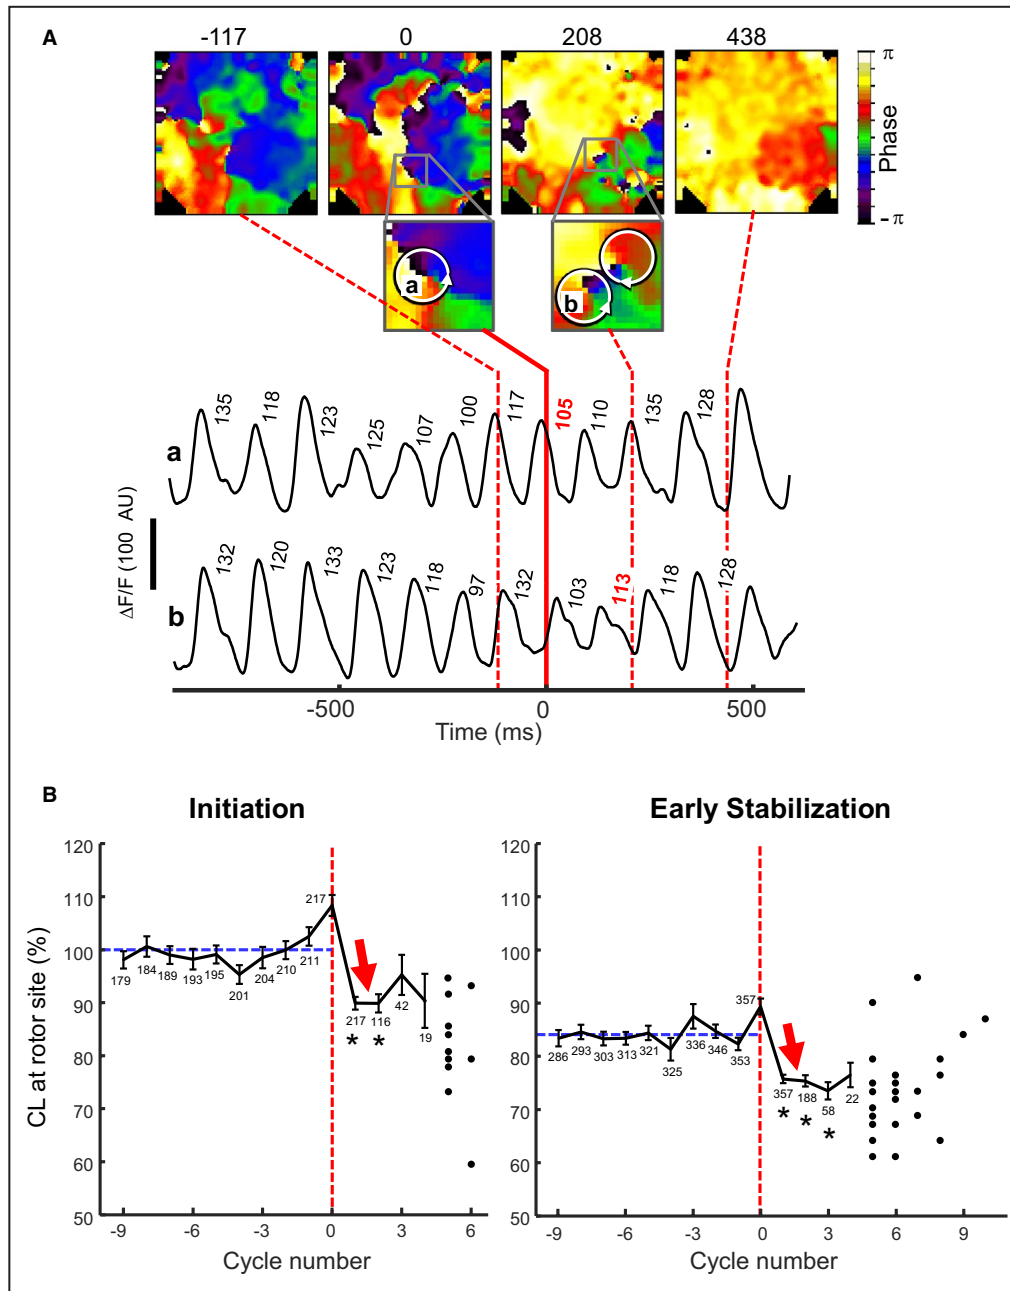 A
-117 0 208 438
π
Phase
-π
a
b
135 118 123 125 107 100 117 105 110 135 128
a
ΔF/F (100 AU)
132 120 133 123 118 97 132 103 113 118 128
b
-500 0 500
Time (ms)
B
Initiation
Early Stabilization
CL at rotor site (%)
120
110
100
90
80
70
60
50
179 184 189 193 195 201 204 210 211 217 217 116 42 19
* *
-9 -6 -3 0 3 6
Cycle number
120
110
100
90
80
70
60
50
286 293 303 313 321 325 336 346 353 357 357 188 58 22
* * *
-9 -6 -3 0 3 6 9
Cycle number